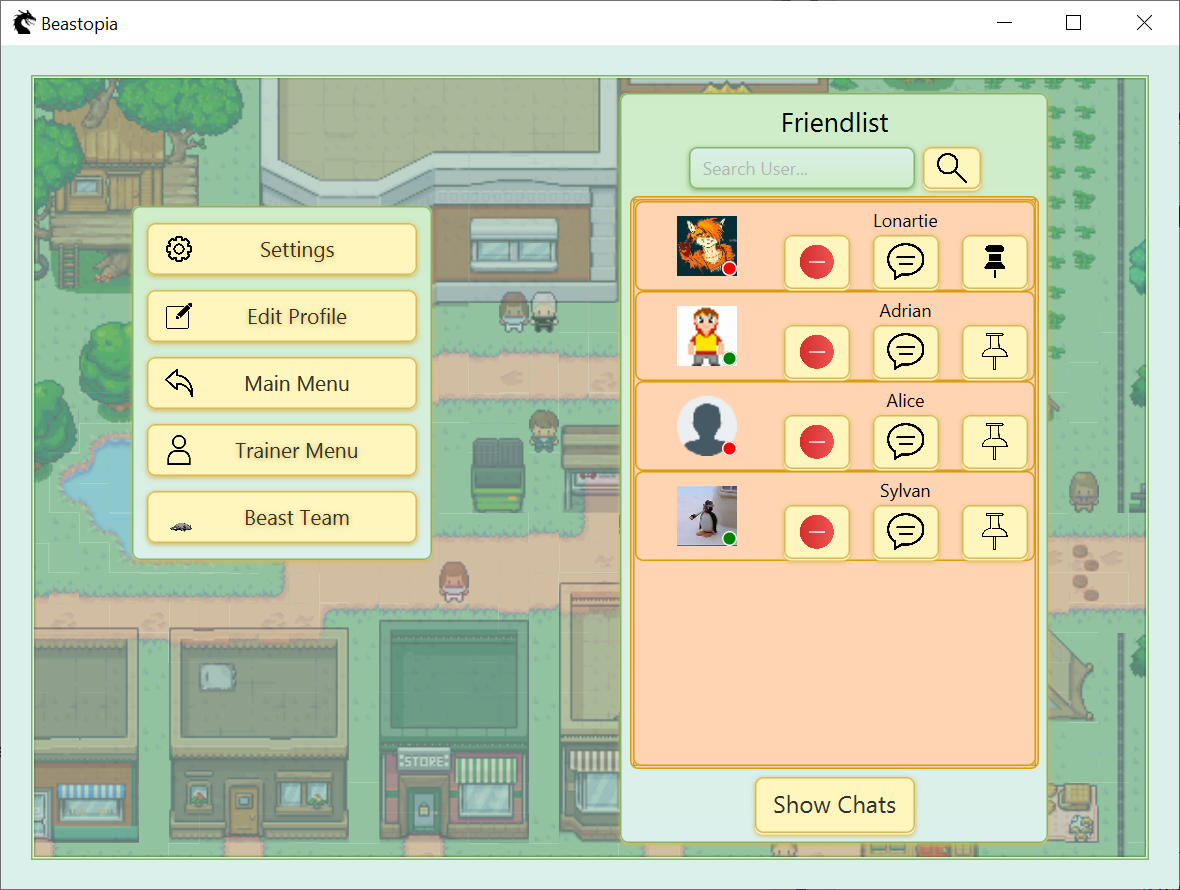 Beastopia
Settings
Edit Profile
Main Menu
Trainer Menu
Beast Team
STORE
Friendlist
Search User...
Lonartie
Adrian
Alice
Sylvan
Show Chats